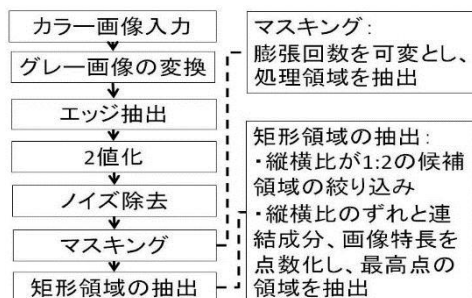 カラー画像入力
グレー画像の変換
エッジ抽出
2値化
ノイズ除去
マスキング
矩形領域の抽出
マスキング：
膨張回数を可変とし、
処理領域を抽出
矩形領域の抽出：
・縦横比が1:2の候補
領域の絞り込み
・縦横比のずれと連
結成分、画像特長を
点数化し、最高点の
領域を抽出